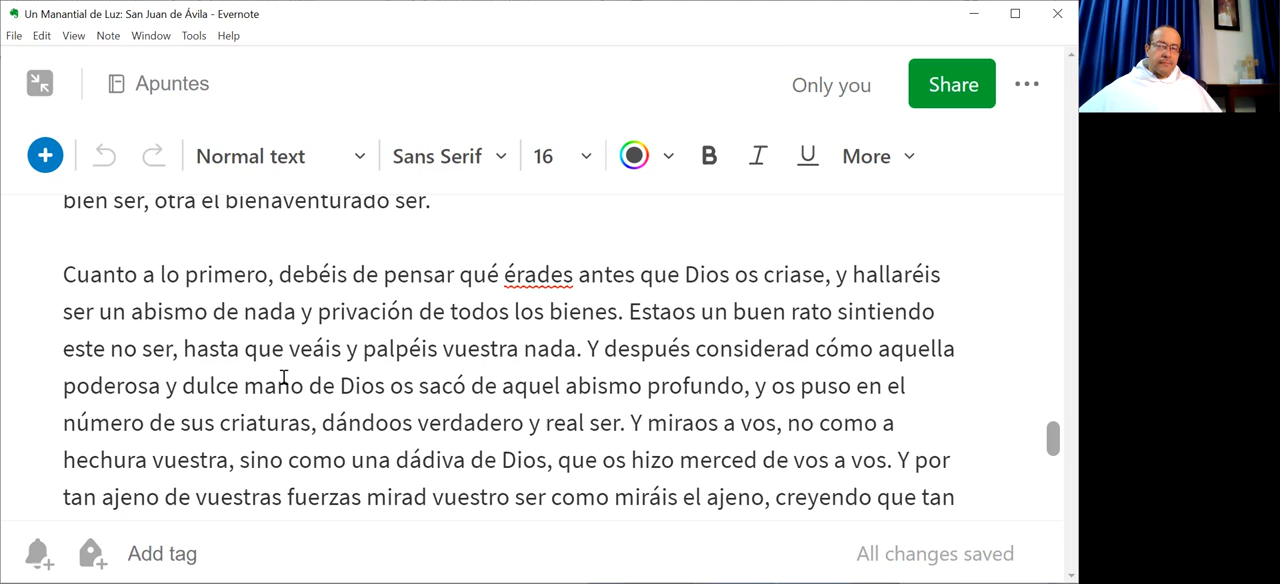 Un Manantial de Luz: San Juan de Ávila - Evernote
File Edit View Note Window Tools Help
Apuntes
Only you
Share
Normal text
Sans Serif
16
B I U
More
bien ser, otra el bienaventurado ser.
Cuanto a lo primero, debéis de pensar qué érades antes que Dios os criase, y hallaréis
ser un abismo de nada y privación de todos los bienes. Estaos un buen rato sintiendo
este no ser, hasta que veáis y palpéis vuestra nada. Y después considerad cómo aquella
poderosa y dulce mano de Dios os sacó de aquel abismo profundo, y os puso en el
número de sus criaturas, dándoos verdadero y real ser. Y miraos a vos, no como a
hechura vuestra, sino como una dádiva de Dios, que os hizo merced de vos a vos. Y por
tan ajeno de vuestras fuerzas mirad vuestro ser como miráis el ajeno, creyendo que tan
Add tag
All changes saved